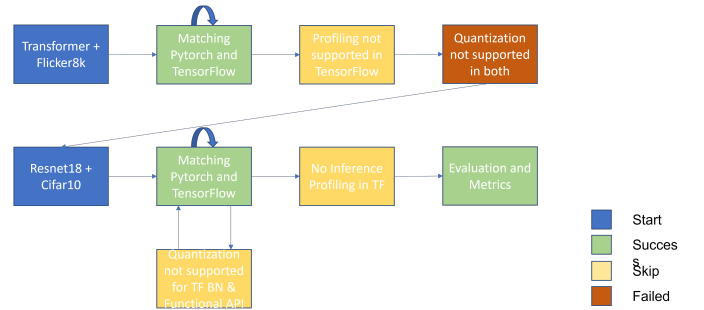 Transformer +
Flicker8k
Matching
Pytorch and
TensorFlow
Profiling not
supported in
TensorFlow
Quantization
not supported
in both
Resnet18 +
Cifar10
Matching
Pytorch and
TensorFlow
No Inference
Profiling in TF
Evaluation and
Metrics
Quantization
not supported
for TF BN &
Functional API
Start
Succes
s
Skip
Failed